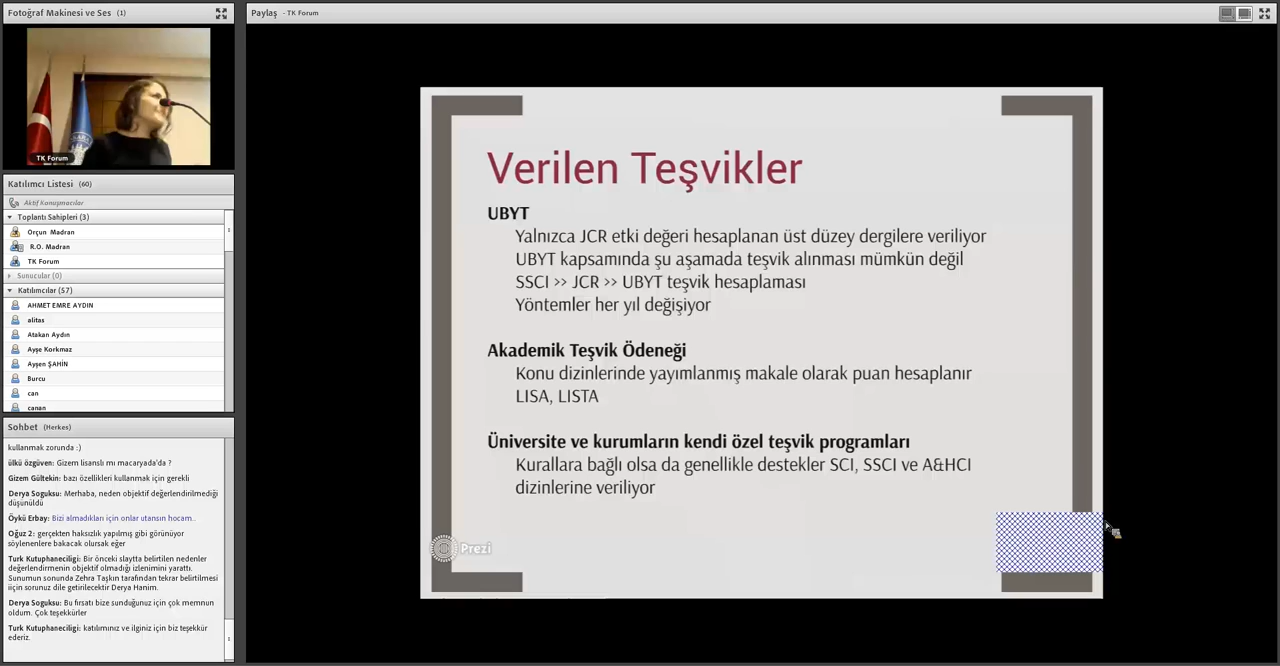 Fotoğraf Makinesi ve Ses (1)
TK Forum
Katılımcı Listesi (60)
Aktif Konuşmacılar
Toplantı Sahipleri (3)
Orçun Madran
R.O. Madran
TK Forum
Sunucular (0)
Katılımcılar (57)
AHMET EMRE AYDIN
alitas
Atakan Aydın
Ayşe Korkmaz
Ayşen ŞAHİN
Burcu
can
canan
Sohbet (Herkes)
kullanmak zorunda :)
ülkü özgüven: Gizem lisanslı mı macaryada'da ?
Gizem Gültekin: bazı özellikleri kullanmak için gerekli
Derya Soguksu: Merhaba, neden objektif değerlendirilmediği
düşünüldü
Öykü Erbay: Bizi almadıkları için onlar utansın hocam..
Oğuz 2: gerçekten haksızlık yapılmış gibi görünüyor
söylenenlere bakacak olursak eğer
Turk Kutuphaneciligi: Bir önceki slaytta belirtilen nedenler
değerlendirmenin objektif olmadığı izlenimini yarattı.
Sunumun sonunda Zehra Taşkın tarafından tekrar belirtilmesi
iiçin sorunuz dile getirilecektir Derya Hanim.
Derya Soguksu: Bu fırsatı bize sunduğunuz için çok memnun
oldum. Çok teşekkürler
Turk Kutuphaneciligi: katılımınız ve ilginiz için biz teşekkür
ederiz.
Paylaş - TK Forum
Verilen Teşvikler
UBYT
Yalnızca JCR etki değeri hesaplanan üst düzey dergilere veriliyor
UBYT kapsamında şu aşamada teşvik alınması mümkün değil
SSCI >> JCR >> UBYT teşvik hesaplaması
Yöntemler her yıl değişiyor
Akademik Teşvik Ödeneği
Konu dizinlerinde yayımlanmış makale olarak puan hesaplanır
LISA, LISTA
Üniversite ve kurumların kendi özel teşvik programları
Kurallara bağlı olsa da genellikle destekler SCI, SSCI ve A&HCI
dizinlerine veriliyor
Prezi